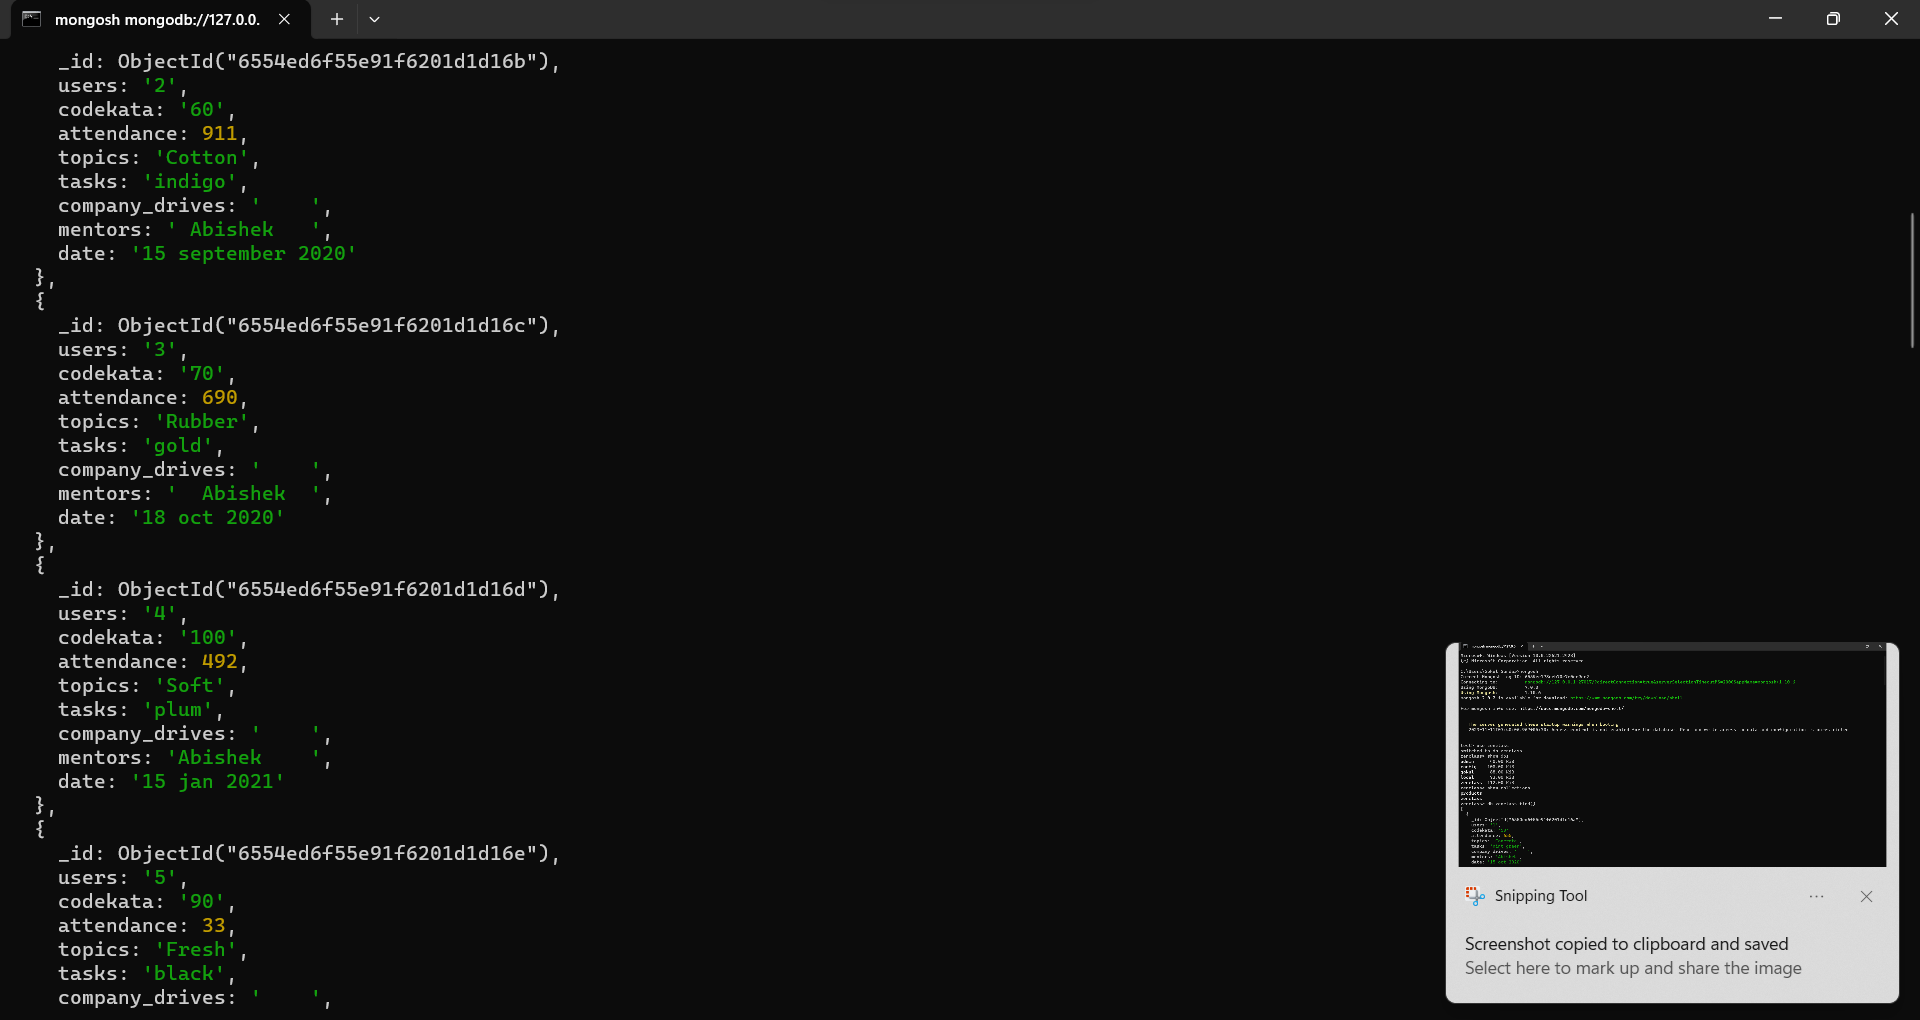 mongosh mongodb://127.0.0.
_id: ObjectId("6554ed6f55e91f6201d1d16b"),
users: '2',
codekata: '60',
attendance: 911,
topics: 'Cotton',
tasks: 'indigo',
company_drives: '    ',
mentors: ' Abishek   ',
date: '15 september 2020'
},
{
_id: ObjectId("6554ed6f55e91f6201d1d16c"),
users: '3',
codekata: '70',
attendance: 690,
topics: 'Rubber',
tasks: 'gold',
company_drives: '    ',
mentors: '  Abishek  ',
date: '18 oct 2020'
},
{
_id: ObjectId("6554ed6f55e91f6201d1d16d"),
users: '4',
codekata: '100',
attendance: 492,
topics: 'Soft',
tasks: 'plum',
company_drives: '    ',
mentors: 'Abishek    ',
date: '15 jan 2021'
},
{
_id: ObjectId("6554ed6f55e91f6201d1d16e"),
users: '5',
codekata: '90',
attendance: 33,
topics: 'Fresh',
tasks: 'black',
company_drives: '    ',
Snipping Tool
Screenshot copied to clipboard and saved
Select here to mark up and share the image